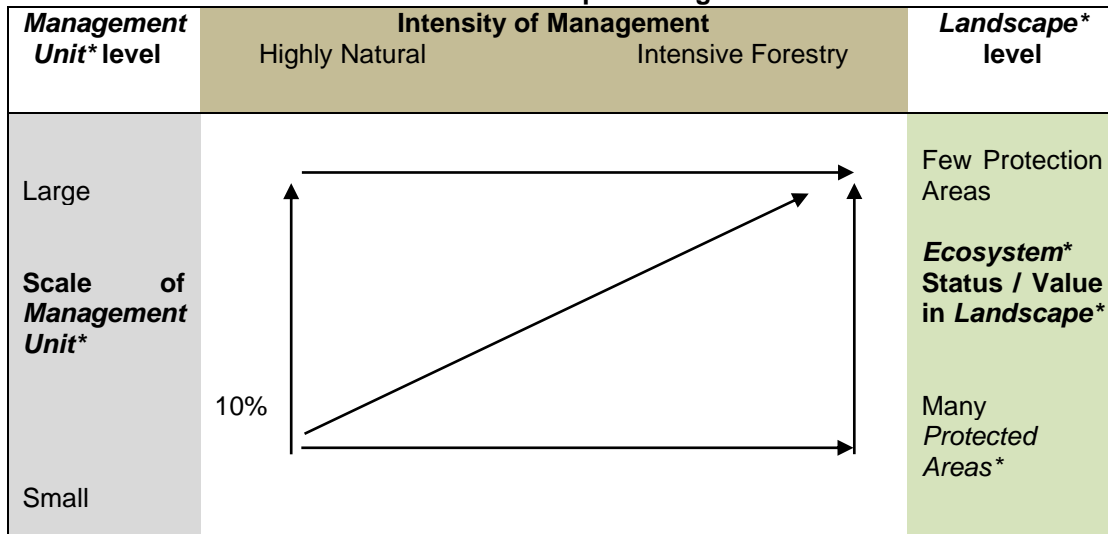 Management Unit* level
Intensity of Management
Highly Natural Intensive Forestry
Landscape* level
Large
Scale of Management Unit*
Small
10%
Few Protection Areas
Ecosystem* Status / Value in Landscape*
Many Protected Areas*